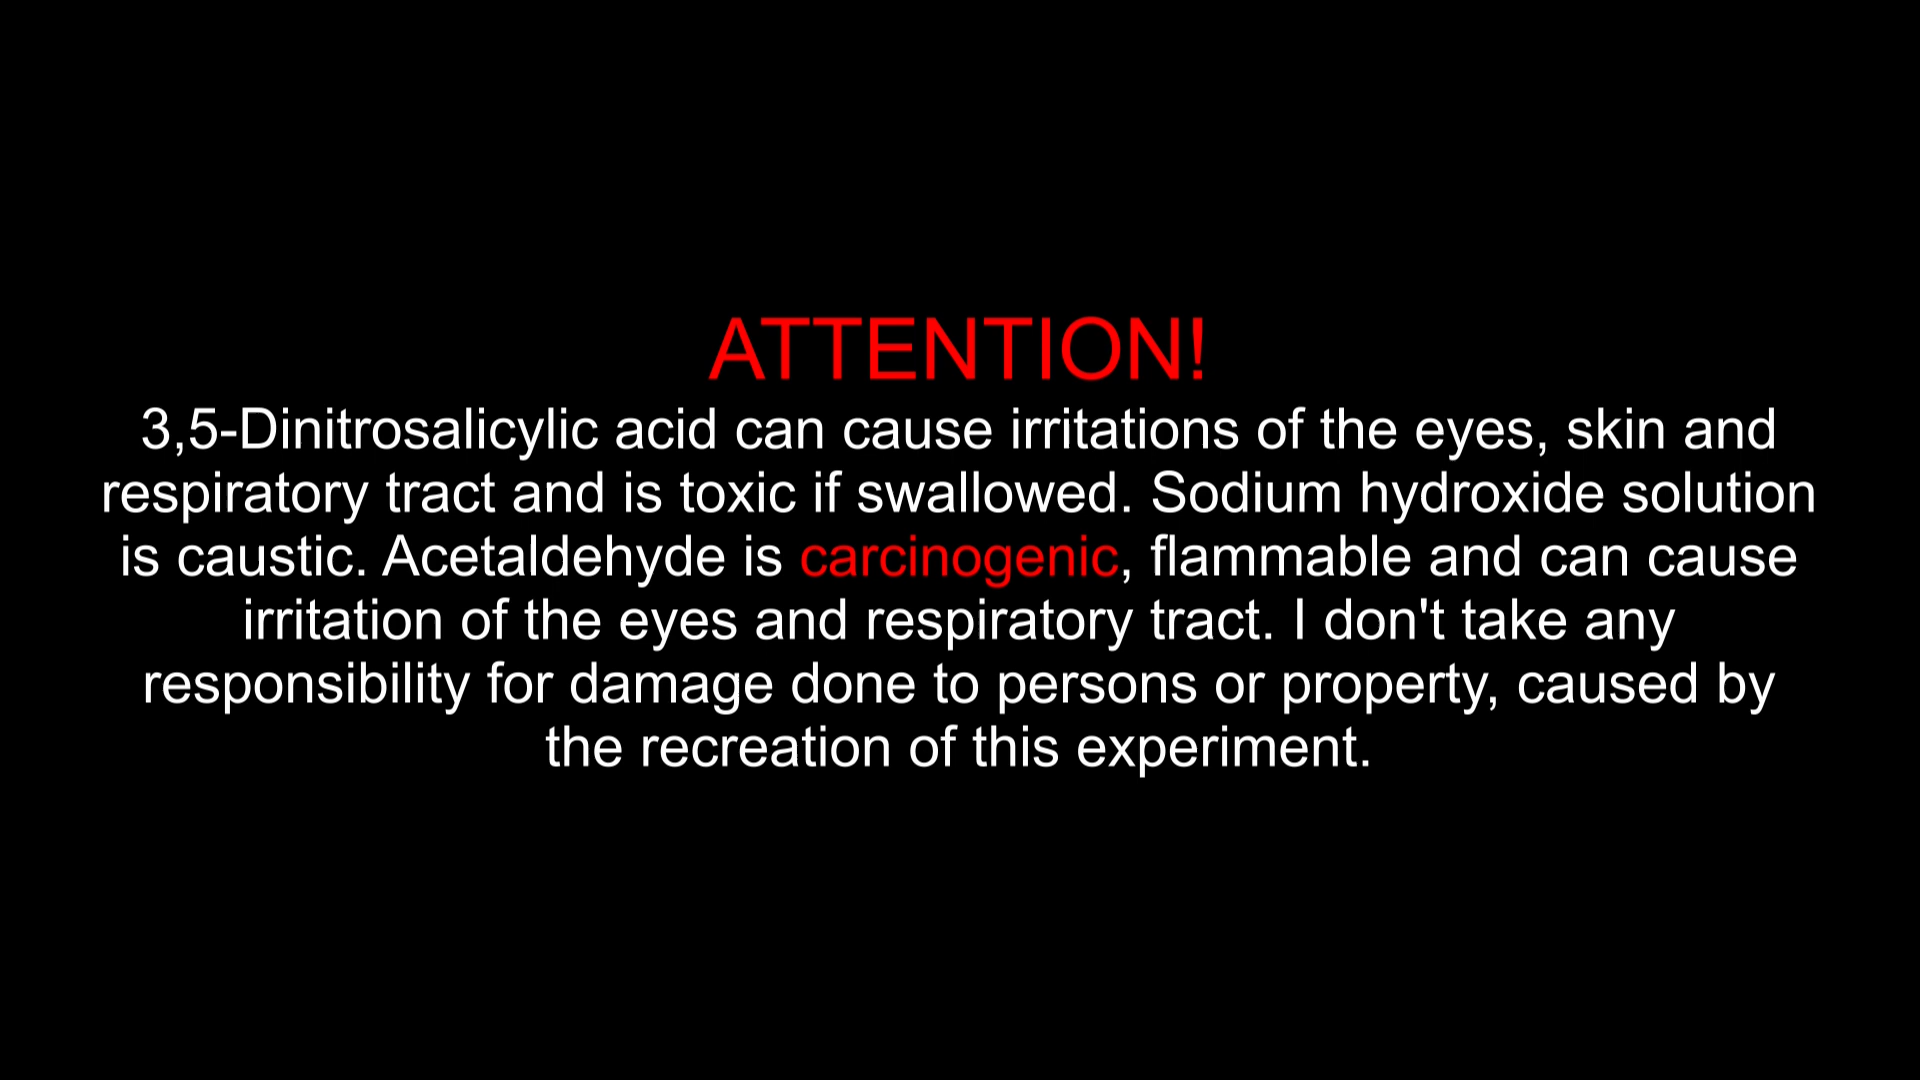 ATTENTION!
3,5-Dinitrosalicylic acid can cause irritations of the eyes, skin and
respiratory tract and is toxic if swallowed. Sodium hydroxide solution
is caustic. Acetaldehyde is carcinogenic, flammable and can cause
irritation of the eyes and respiratory tract. I don't take any
responsibility for damage done to persons or property, caused by
the recreation of this experiment.